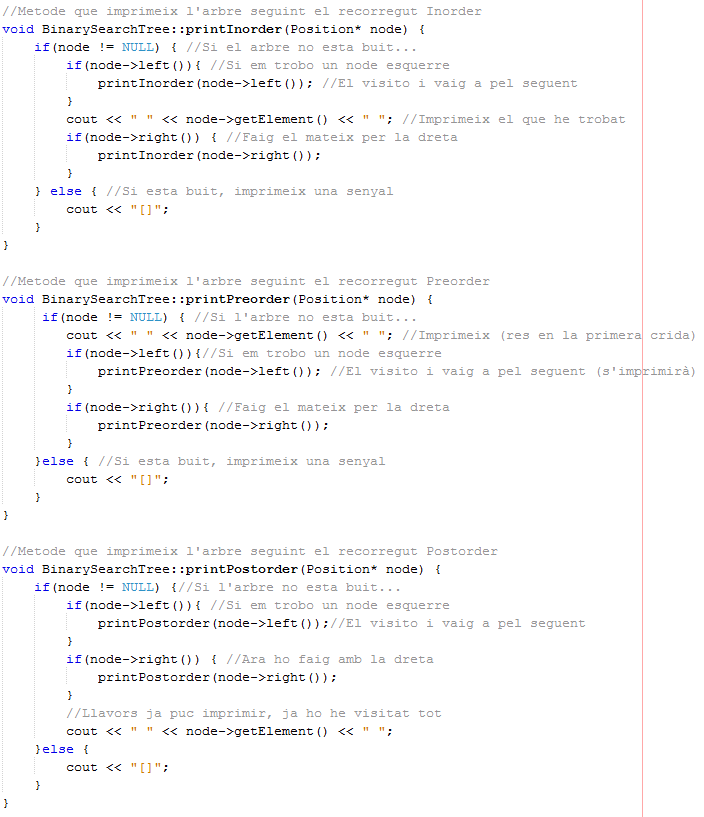 //Metode que imprimeix l'arbre seguint el recorregut Inorder
void BinarySearchTree::printInorder(Position* node) {
    if(node != NULL) { //Si el arbre no esta buit...
        if(node->left()){ //Si em trobo un node esquerre
            printInorder(node->left()); //El visito i vaig a pel seguent
        }
        cout << " " << node->getElement() << " "; //Imprimeix el que he trobat
        if(node->right()) { //Faig el mateix per la dreta
            printInorder(node->right());
        }
    } else { //Si esta buit, imprimeix una senyal
        cout << "[]";
    }
}

//Metode que imprimeix l'arbre seguint el recorregut Preorder
void BinarySearchTree::printPreorder(Position* node) {
     if(node != NULL) { //Si l'arbre no esta buit...
        cout << " " << node->getElement() << " "; //Imprimeix (res en la primera crida)
        if(node->left()){//Si em trobo un node esquerre
            printPreorder(node->left()); //El visito i vaig a pel seguent (s'imprimirà)
        }
        if(node->right()){ //Faig el mateix per la dreta
            printPreorder(node->right());
        }
    }else { //Si esta buit, imprimeix una senyal
        cout << "[]";
    }
}

//Metode que imprimeix l'arbre seguint el recorregut Postorder
void BinarySearchTree::printPostorder(Position* node) {
    if(node != NULL) {//Si l'arbre no esta buit...
        if(node->left()){ //Si em trobo un node esquerre
            printPostorder(node->left());//El visito i vaig a pel seguent
        }
        if(node->right()) { //Ara ho faig amb la dreta
            printPostorder(node->right());
        }
        //Llavors ja puc imprimir, ja ho he visitat tot
        cout << " " << node->getElement() << " ";
    }else {
        cout << "[]";
    }
}